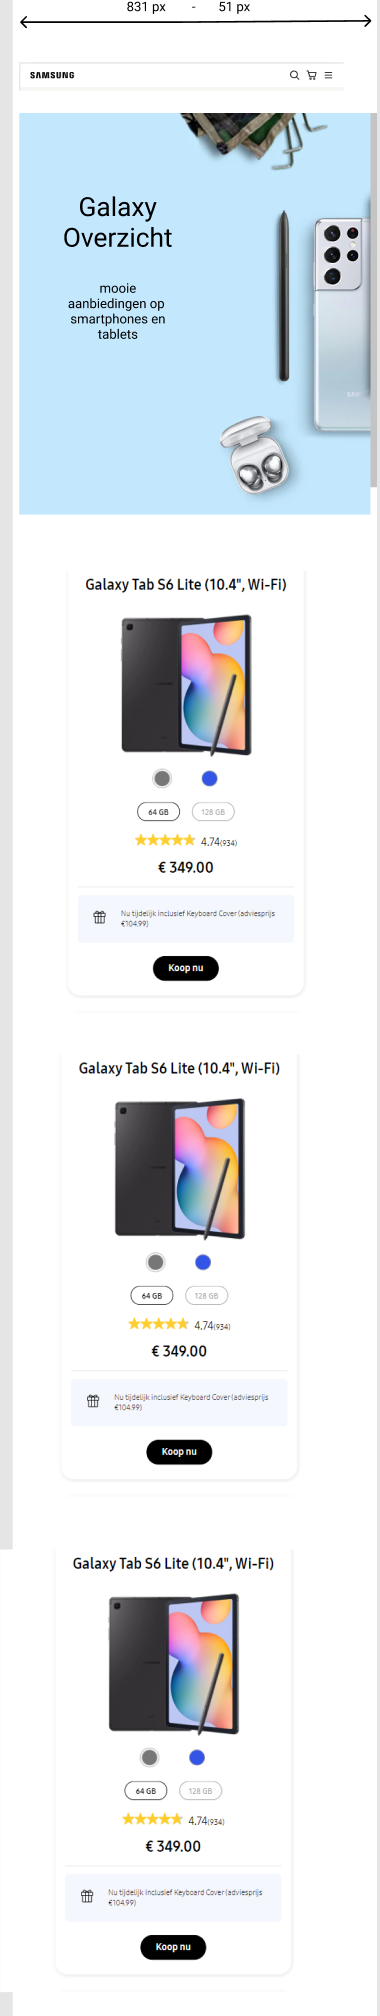 831 px - 51 px
SAMSUNG
Galaxy
Overzicht
mooie
aanbiedingen op
smartphones en
tablets
Galaxy Tab S6 Lite (10.4", Wi-Fi)
64 GB 128 GB
4.74(934)
€ 349.00
Nu tijdelijk inclusief Keyboard Cover (adviesprijs
€104.99)
Koop nu
Galaxy Tab S6 Lite (10.4", Wi-Fi)
64 GB 128 GB
4.74(934)
€ 349.00
Nu tijdelijk inclusief Keyboard Cover (adviesprijs
€104.99)
Koop nu
Galaxy Tab S6 Lite (10.4", Wi-Fi)
64 GB 128 GB
4.74(934)
€ 349.00
Nu tijdelijk inclusief Keyboard Cover (adviesprijs
€104.99)
Koop nu